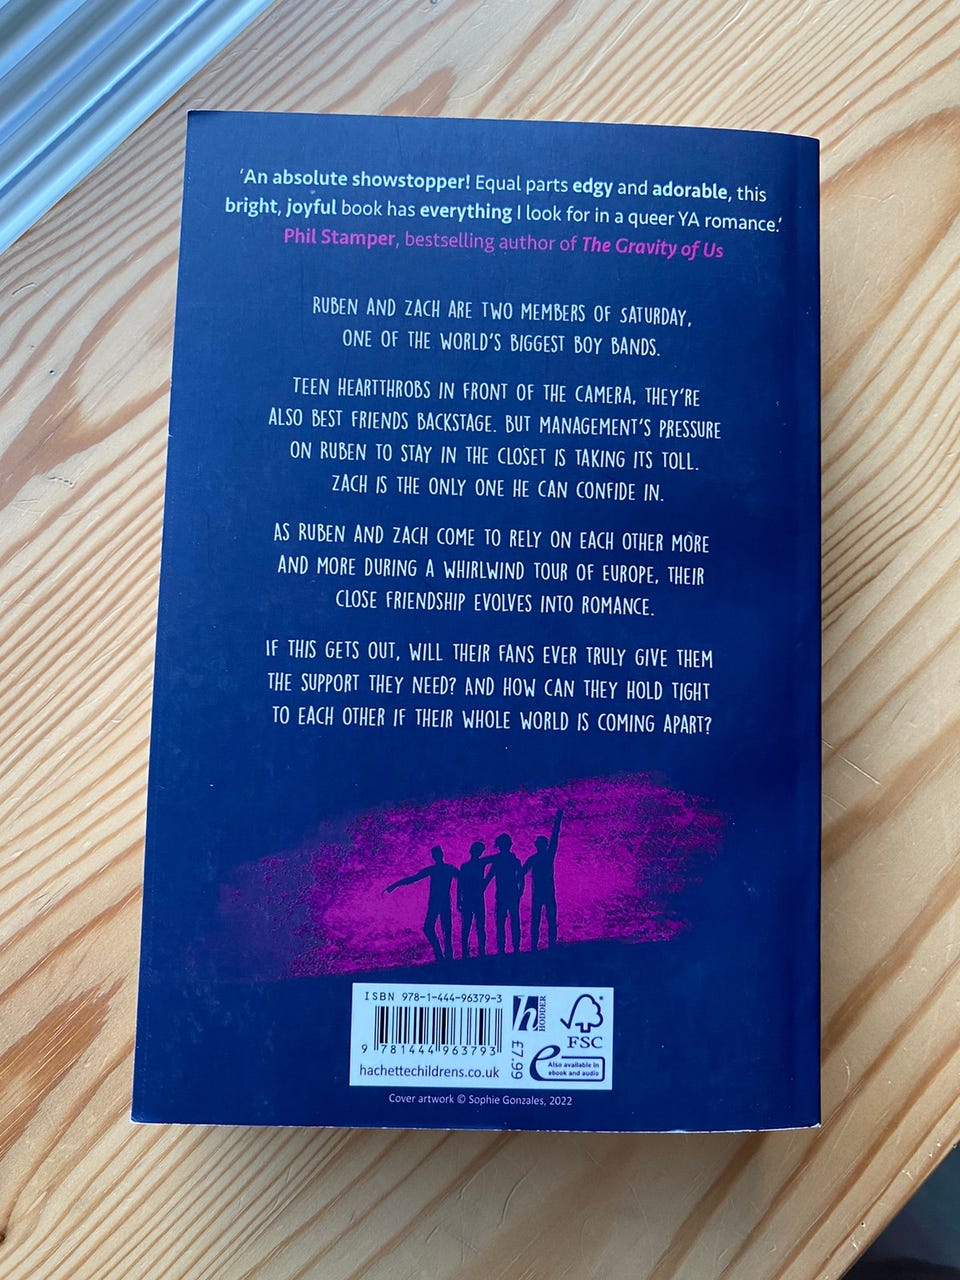 ‘An absolute showstopper! Equal parts edgy and adorable, this
bright, joyful book has everything I look for in a queer YA romance.’
Phil Stamper, bestselling author of The Gravity of Us
RUBEN AND ZACH ARE TWO MEMBERS OF SATURDAY,
ONE OF THE WORLD'S BIGGEST BOY BANDS.
TEEN HEARTTHROBS IN FRONT OF THE CAMERA, THEY'RE
ALSO BEST FRIENDS BACKSTAGE. BUT MANAGEMENT'S PRESSURE
ON RUBEN TO STAY IN THE CLOSET IS TAKING ITS TOLL.
ZACH IS THE ONLY ONE HE CAN CONFIDE IN.
AS RUBEN AND ZACH COME TO RELY ON EACH OTHER MORE
AND MORE DURING A WHIRLWIND TOUR OF EUROPE, THEIR
CLOSE FRIENDSHIP EVOLVES INTO ROMANCE.
IF THIS GETS OUT, WILL THEIR FANS EVER TRULY GIVE THEM
THE SUPPORT THEY NEED? AND HOW CAN THEY HOLD TIGHT
TO EACH OTHER IF THEIR WHOLE WORLD IS COMING APART?
ISBN 978-1-444-96379-3
9 781444 963793
hachettechildrens.co.uk
h HODDER
£7.99
FSC
e Also available in
ebook and audio
Cover artwork © Sophie Gonzales, 2022